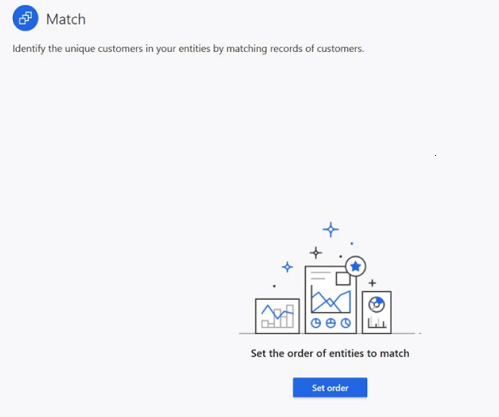 Match
Identify the unique customers in your entities by matching records of customers.
Set the order of entities to match
Set order